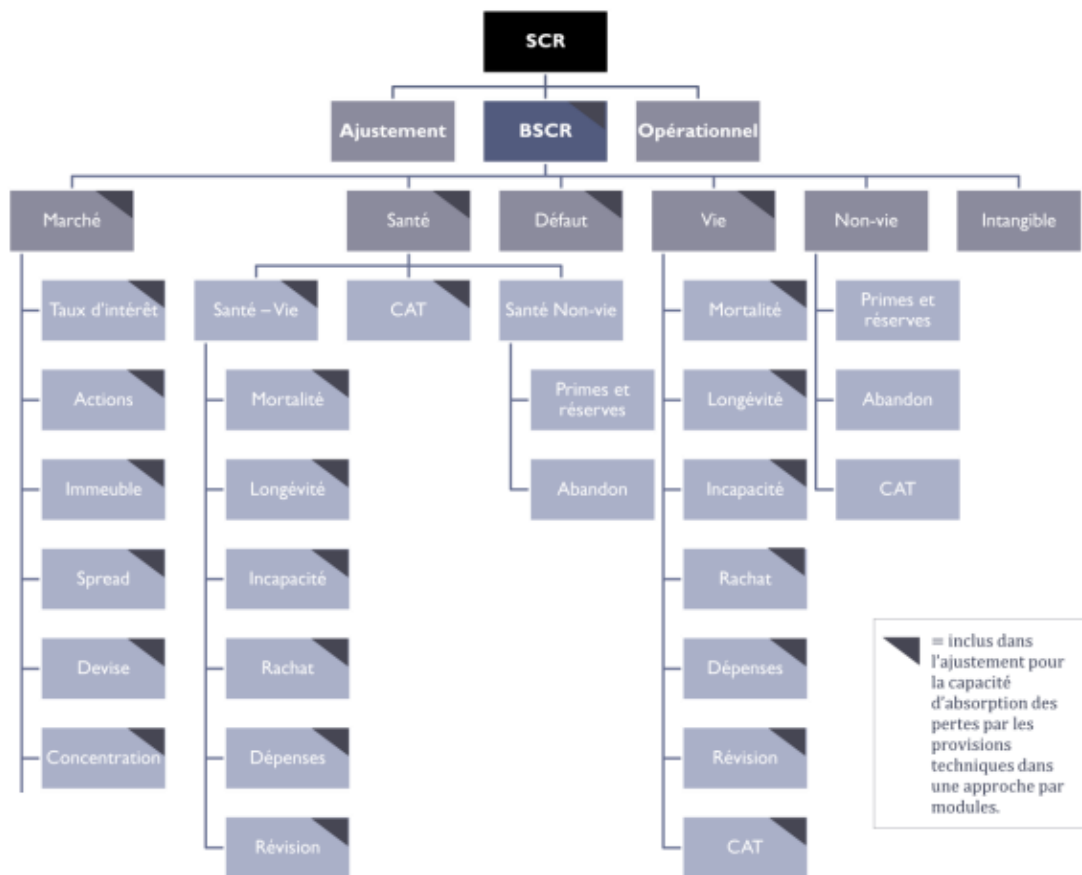 SCR
Ajustement
BSCR
Opérationnel
Marché
Santé
Défaut
Vie
Non-vie
Intangible
Taux d'intérêt
Santé – Vie
CAT
Santé Non-vie
Mortalité
Primes et
réserves
Actions
Mortalité
Primes et
réserves
Longévité
Abandon
Immeuble
Longévité
Abandon
Incapacité
CAT
Spread
Incapacité
Rachat
Devise
Rachat
Dépenses
Concentration
Dépenses
Révision
Révision
CAT
= inclus dans
l'ajustement pour
la capacité
d'absorption des
pertes par les
provisions
techniques dans
une approche par
modules.